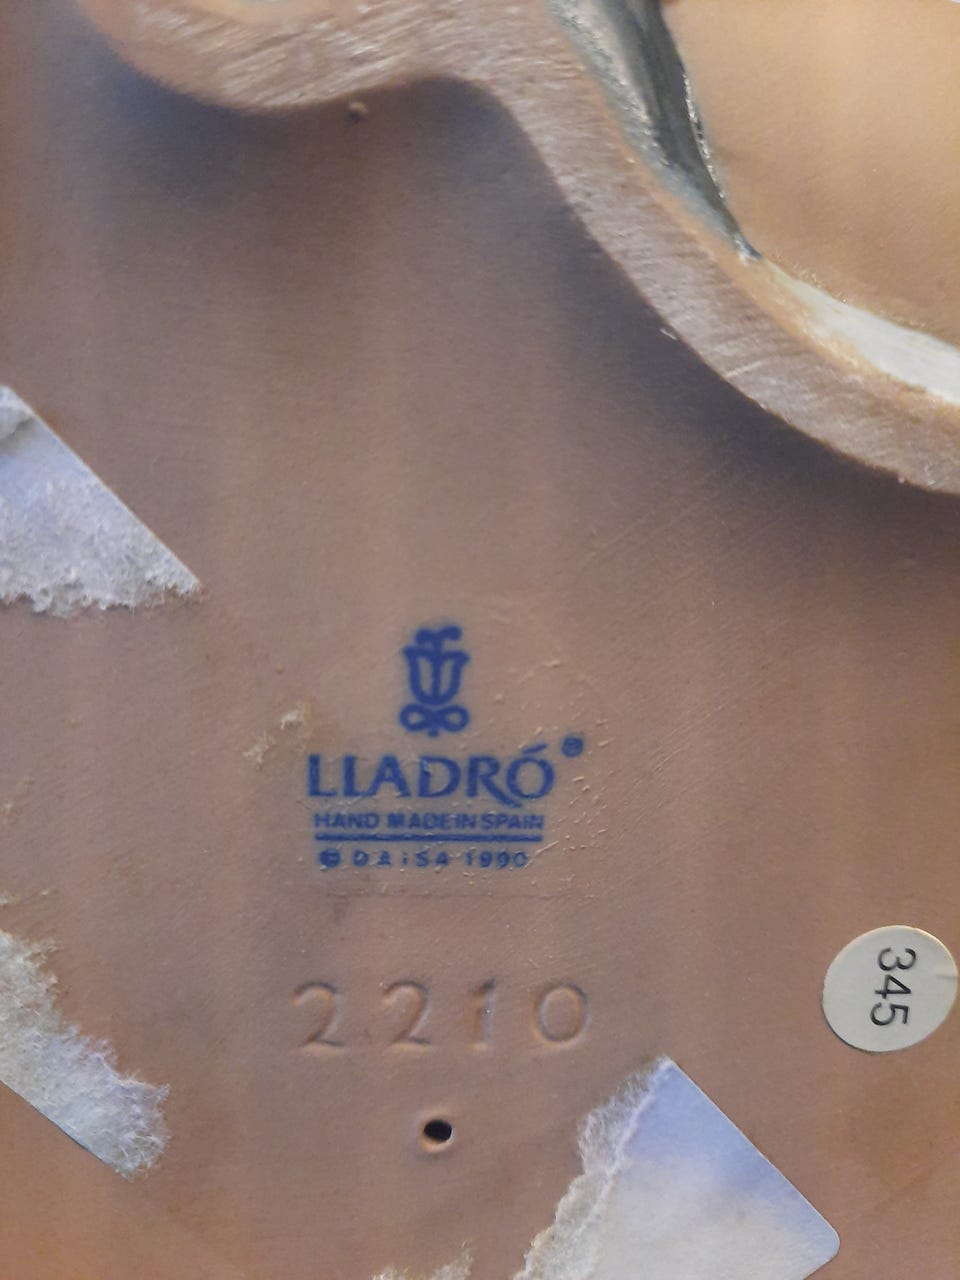 LLADRÓ®
HAND MADE IN SPAIN
© DAISA 1990
2210
345